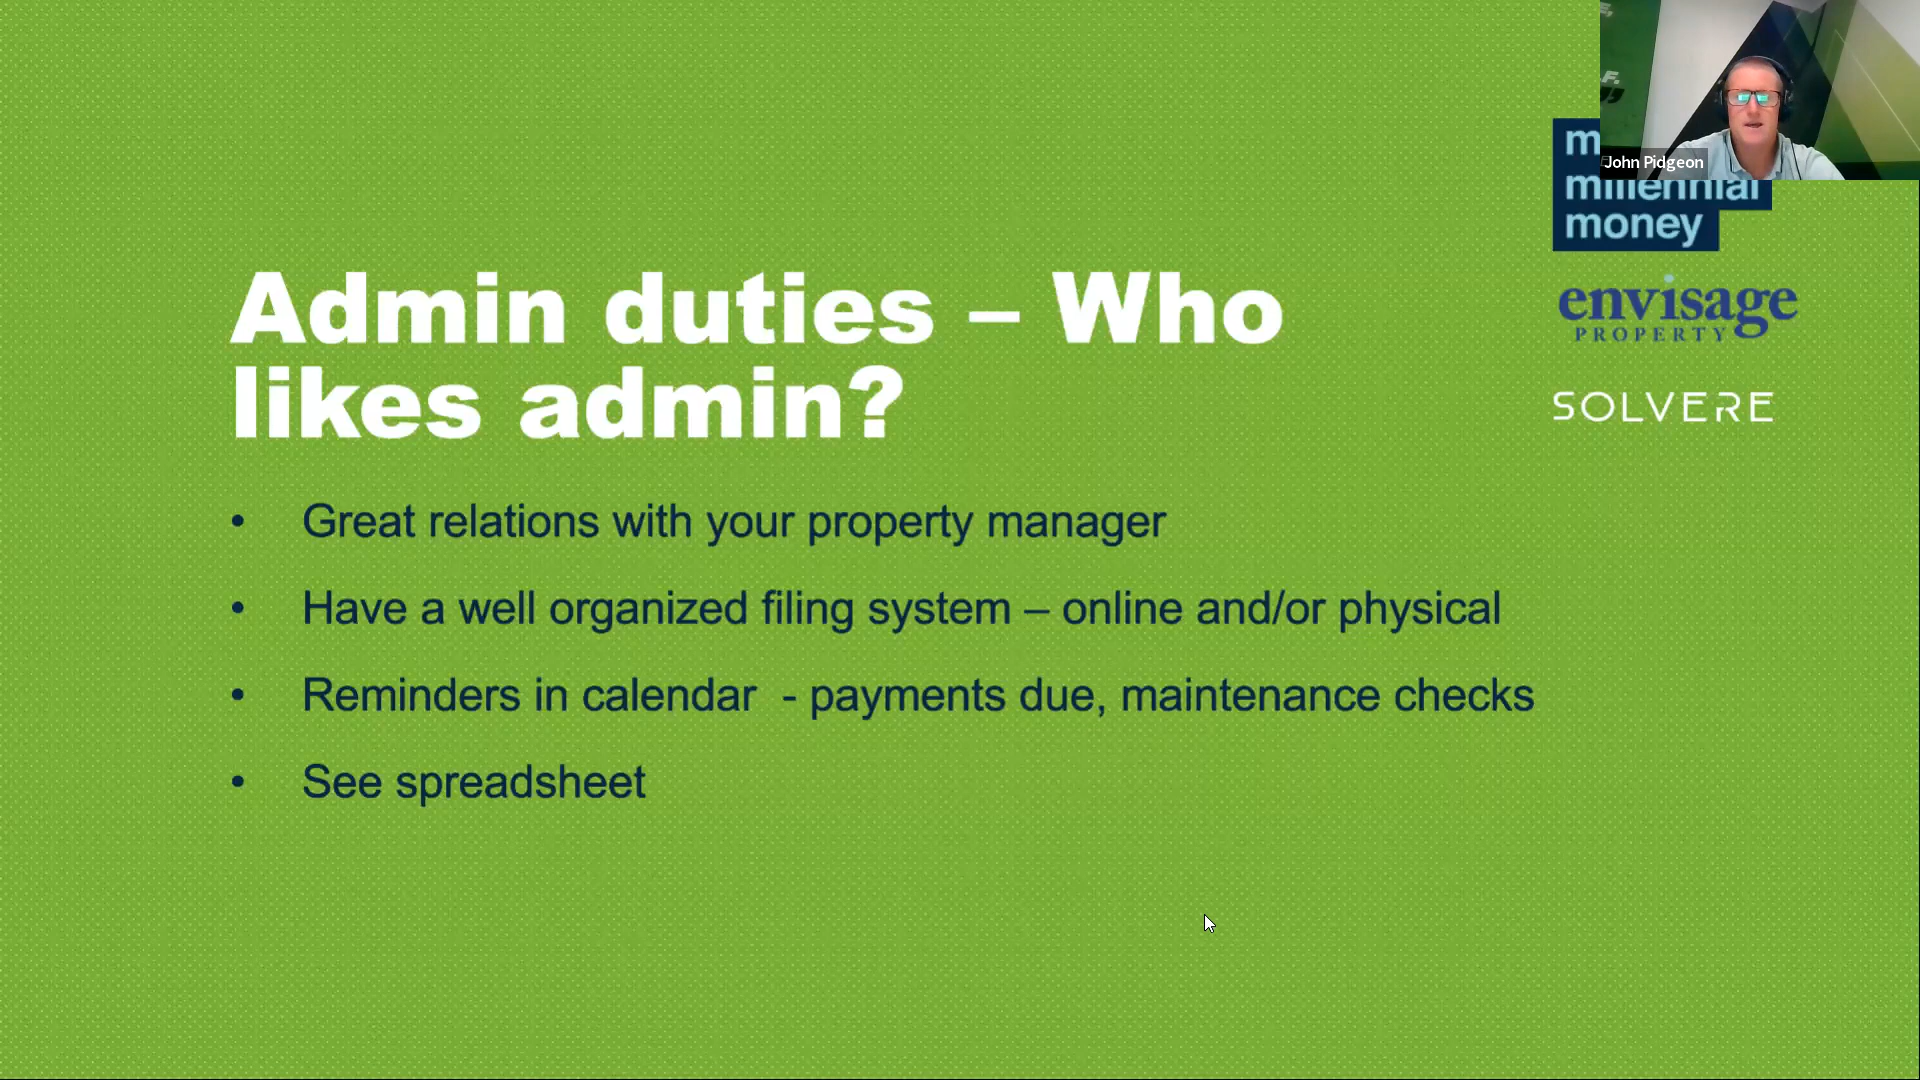 F.
John Pidgeon
millennial
money
envisage
PROPERTY
SOLVERE
Admin duties – Who
likes admin?
• Great relations with your property manager
• Have a well organized filing system – online and/or physical
• Reminders in calendar  - payments due, maintenance checks
• See spreadsheet